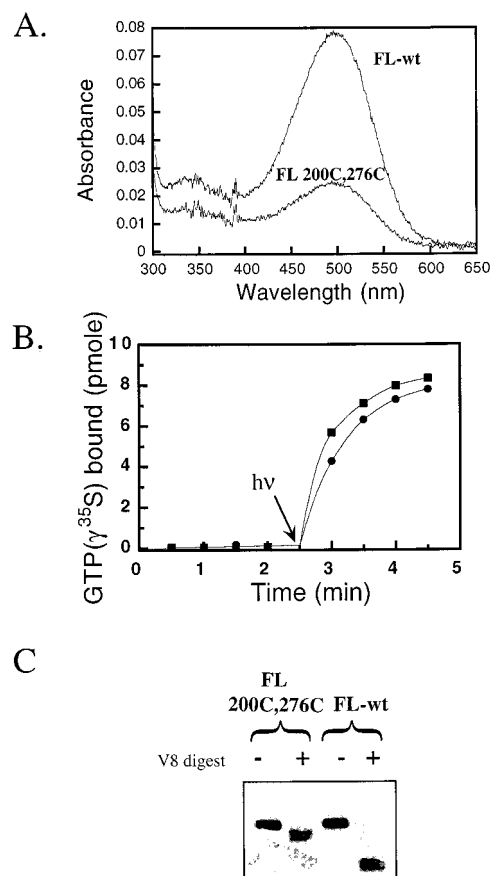 A.
0.08
0.07
0.06
0.05
0.04
0.03
0.02
0.01
0
Absorbance
FL-wt
FL 200C,276C
300 350 400 450 500 550 600 650
Wavelength (nm)
B.
10
8
6
4
2
0
GTP(γ³⁵S) bound (pmole)
hν
0 1 2 3 4 5
Time (min)
C
FL
200C,276C FL-wt
V8 digest - + - +